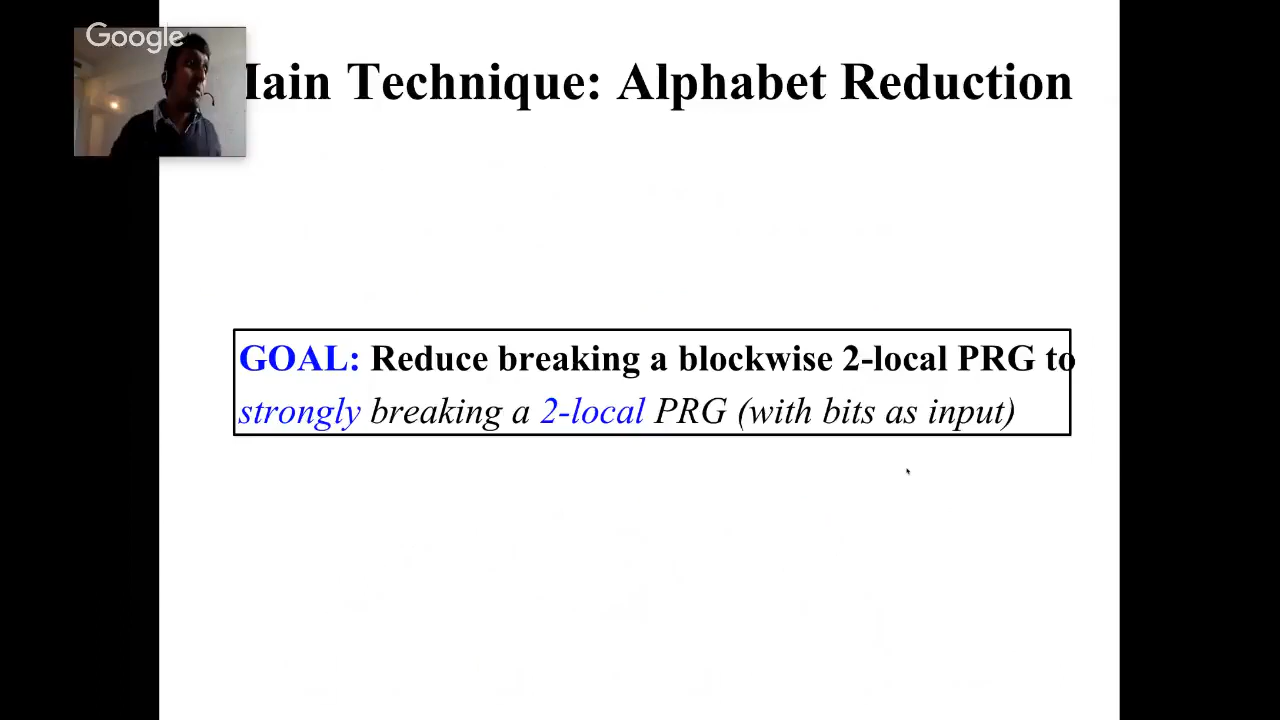 Google
Main Technique: Alphabet Reduction
GOAL: Reduce breaking a blockwise 2-local PRG to
strongly breaking a 2-local PRG (with bits as input)